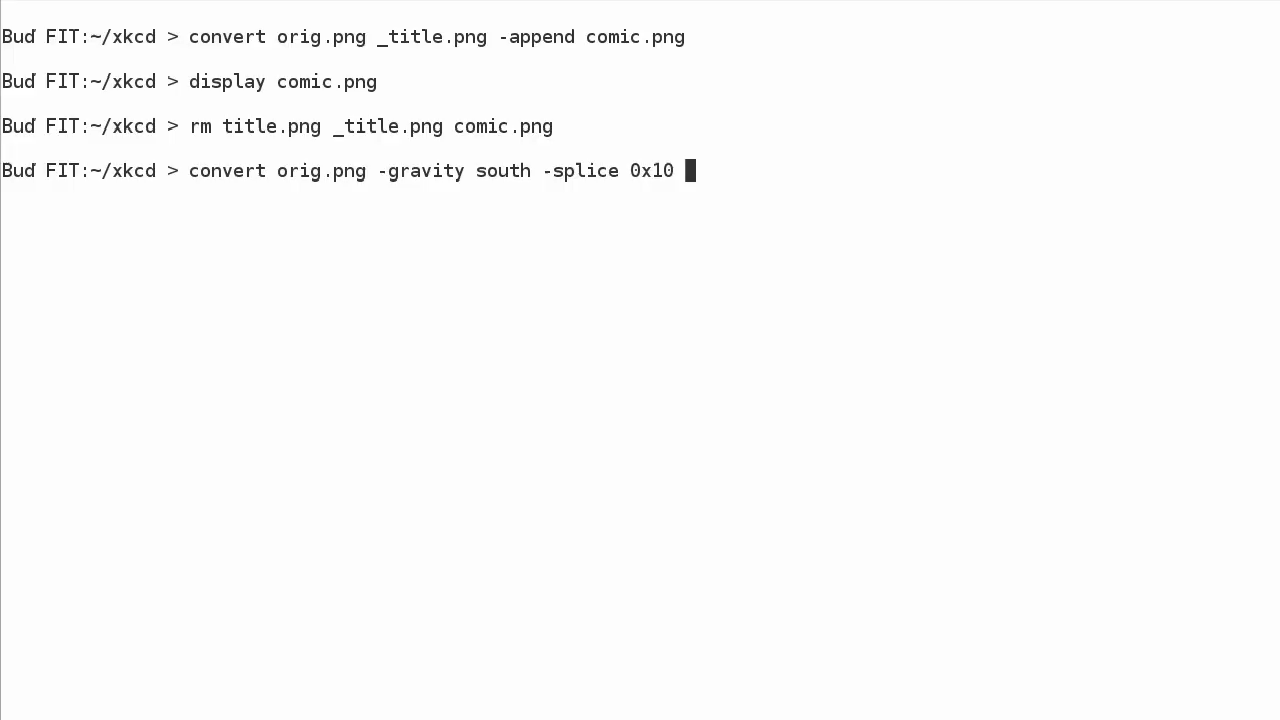 Buď FIT:~/xkcd > convert orig.png _title.png -append comic.png
Buď FIT:~/xkcd > display comic.png
Buď FIT:~/xkcd > rm title.png _title.png comic.png
Buď FIT:~/xkcd > convert orig.png -gravity south -splice 0x10